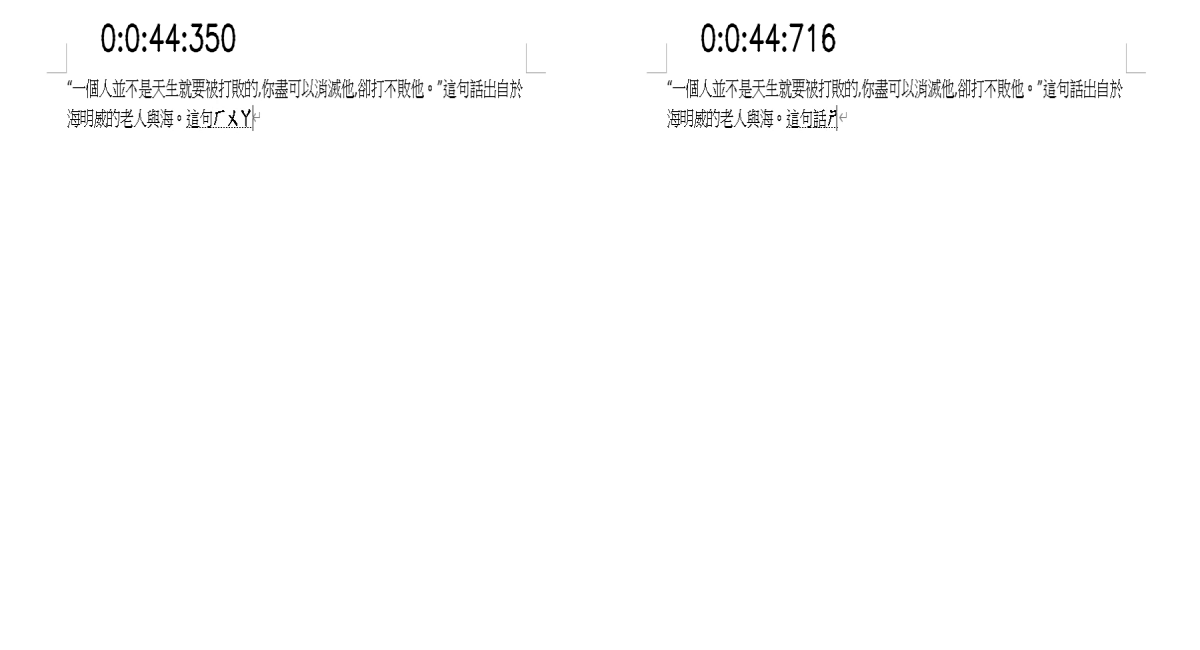 0:0:44:350
“一個人並不是天生就要被打敗的,你盡可以消滅他,卻打不敗他。”這句話出自於
海明威的老人與海。這句ㄏㄨㄚ
0:0:44:716
“一個人並不是天生就要被打敗的,你盡可以消滅他,卻打不敗他。”這句話出自於
海明威的老人與海。這句話ㄕ